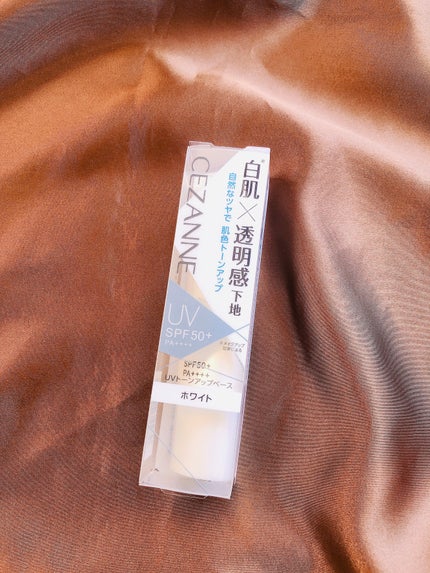 白肌×透明感下地
自然なツヤで 肌色トーンアップ
CEZANNE
UV
SPF50+
PA++++
SPF50+
PA++++
UVトーンアップベース
ホワイト